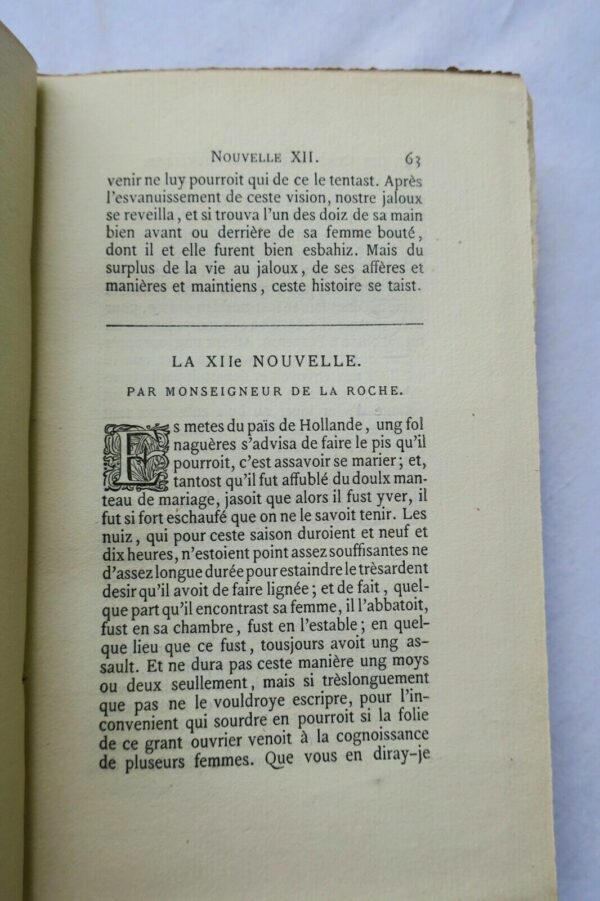 NOUVELLE XII. 63
venir ne luy pourroit qui de ce le tentast. Après
l'esvanuissement de ceste vision, nostre jaloux
se reveilla, et si trouva l'un des doiz de sa main
bien avant ou derrière de sa femme bouté,
dont il et elle furent bien esbahiz. Mais du
surplus de la vie au jaloux, de ses affères et
manières et maintiens, ceste histoire se taist.
LA XIIe NOUVELLE.
PAR MONSEIGNEUR DE LA ROCHE.
Es metes du païs de Hollande, ung fol
naguères s'advisa de faire le pis qu'il
pourroit, c'est assavoir se marier; et,
tantost qu'il fut affublé du doulx man-
teau de mariage, jasoit que alors il fust yver, il
fut si fort eschaufé que on ne le savoit tenir. Les
nuiz, qui pour ceste saison duroient et neuf et
dix heures, n'estoient point assez souffisantes ne
d'assez longue durée pour estaindre le trèsardent
desir qu'il avoit de faire lignée; et de fait, quel-
que part qu'il encontrast sa femme, il l'abbatoit,
fust en sa chambre, fust en l'estable; en quel-
que lieu que ce fust, tousjours avoit ung as-
sault. Et ne dura pas ceste manière ung moys
ou deux seullement, mais si trèslonguement
que pas ne le vouldroye escripre, pour l'in-
convenient qui sourdre en pourroit si la folie
de ce grant ouvrier venoit à la cognoissance
de pluseurs femmes. Que vous en diray-je